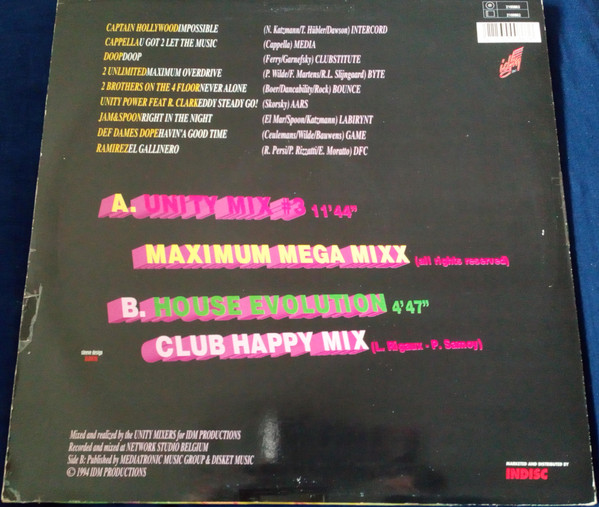 CAPTAIN HOLLYWOODIMPOSSIBLE (N. Katzmann/T. Hübler/Dawson) INTERCORD
CAPPELLAU GOT 2 LET THE MUSIC (Cappella) MEDIA
DOOPDOOP (Ferry/Garnefsky) CLUBSTITUTE
2 UNLIMITEDMAXIMUM OVERDRIVE (P. Wilde/F. Martens/R.L. Slijngaard) BYTE
2 BROTHERS ON THE 4 FLOORNEVER ALONE (Boer/Dancability/Rock) BOUNCE
UNITY POWER FEAT R. CLARKEDDY STEADY GO! (Skorsky) AARS
JAM&SPOONRIGHT IN THE NIGHT (El Mar/Spoon/Katzmann) LABIRYNT
DEF DAMES DOPEHAVIN'A GOOD TIME (Ceulemans/Wilde/Bauwens) GAME
RAMIREZEL GALLINERO (R. Persi/P. Rizzutti/E. Moratto) DFC
A. UNITY MIX #3 11'44"
MAXIMUM MEGA MIXX (all rights reserved)
B. HOUSE EVOLUTION 4'47"
CLUB HAPPY MIX (L. Rigaux - P. Samoy)
Mixed and realized by the UNITY MIXERS for IDM PRODUCTIONS
Recorded and mixed at NETWORK STUDIO BELGIUM
Side B: Published by MEDIATRONIC MUSIC GROUP & DISKET MUSIC
© 1994 IDM PRODUCTIONS
MARKETED AND DISTRIBUTED BY
INDISC